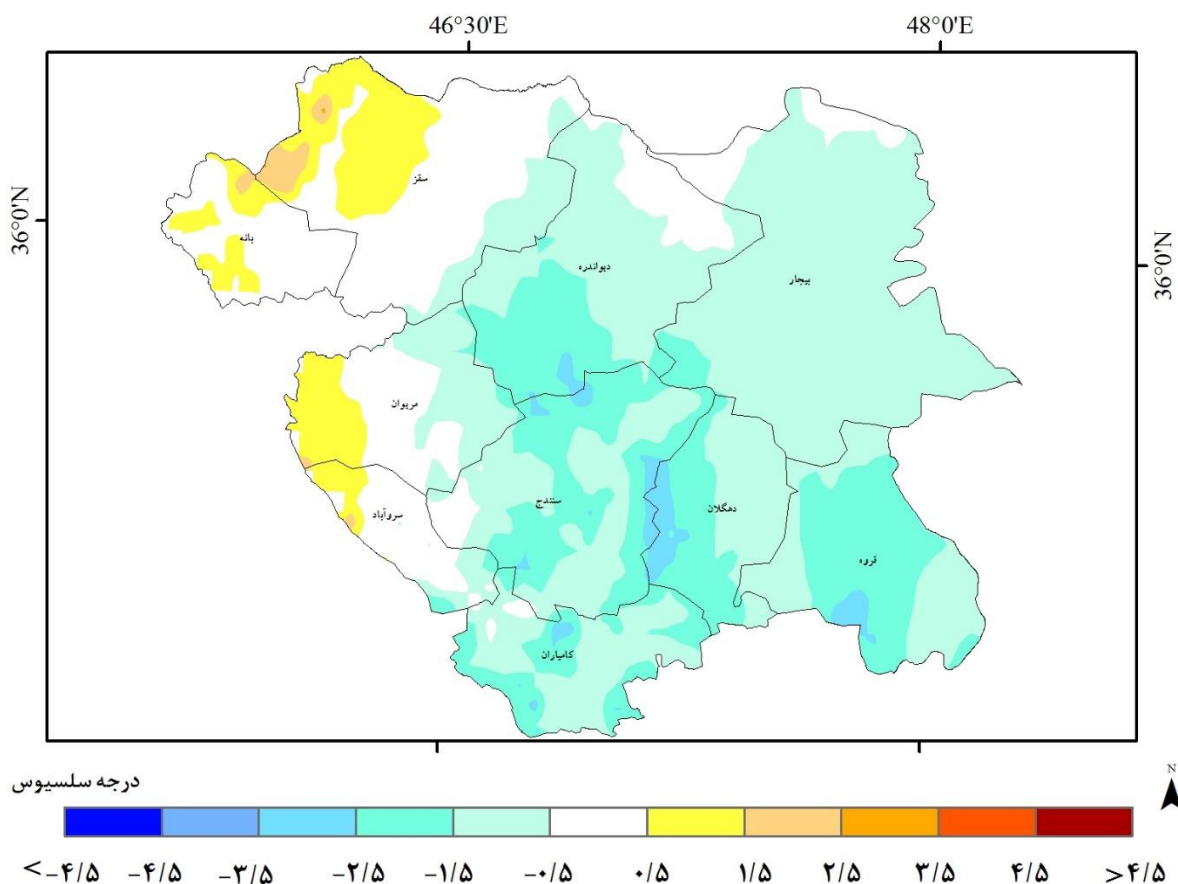 46°30'E 48°0'E
36°0'N
36°0'N
سقز
بانه
دیواندره
بیجار
مریوان
سنندج
دهگلان
سروآباد
قروه
کامیاران
درجه سلسیوس
N
<-۴/۵ -۴/۵ -۳/۵ -۲/۵ -۱/۵ -۰/۵ ۰/۵ ۱/۵ ۲/۵ ۳/۵ ۴/۵ >۴/۵